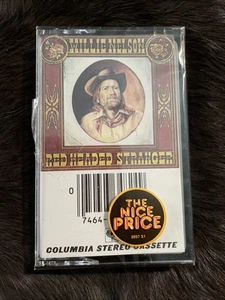 WILLIE NELSON
RED HEADED STRANGER
0
7464
THE
NICE
PRICE
COLUMBIA STEREO CASSETTE